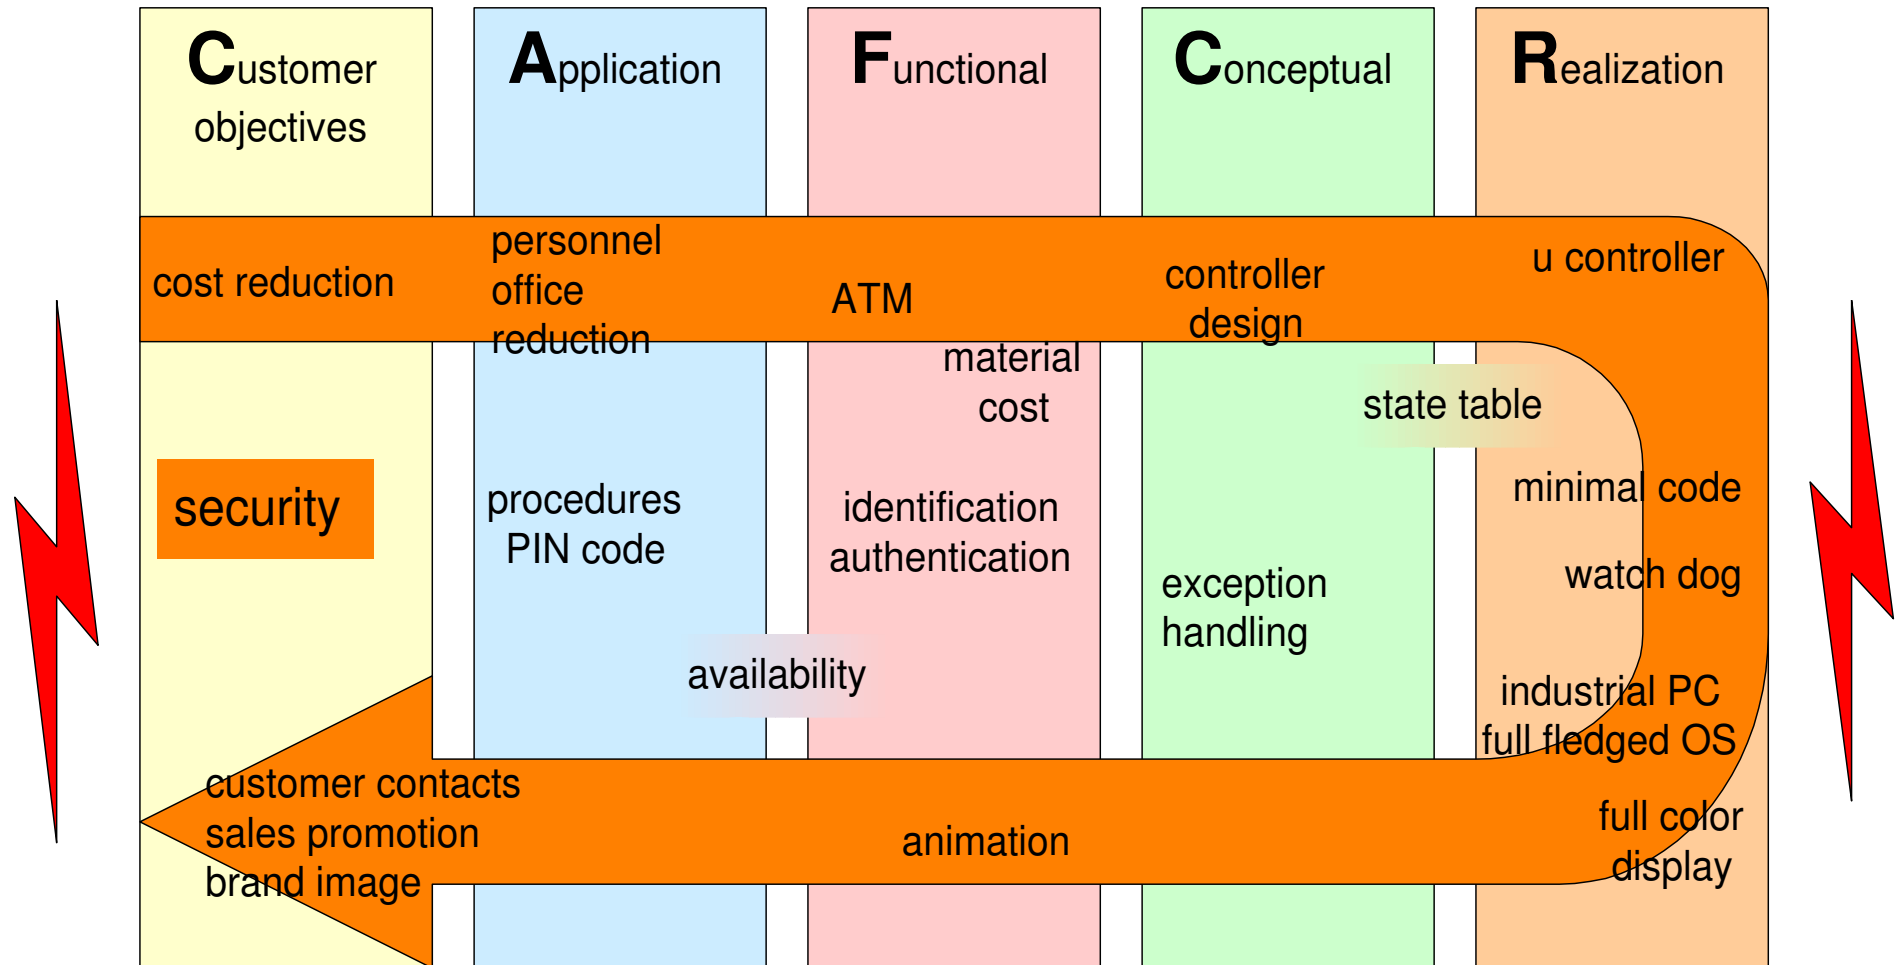 Customer
objectives
Application
Functional
Conceptual
Realization
cost reduction
personnel
office
reduction
ATM
controller
design
u controller
material
cost
state table
security
procedures
PIN code
identification
authentication
minimal code
watch dog
exception
handling
availability
industrial PC
full fledged OS
customer contacts
sales promotion
brand image
animation
full color
display